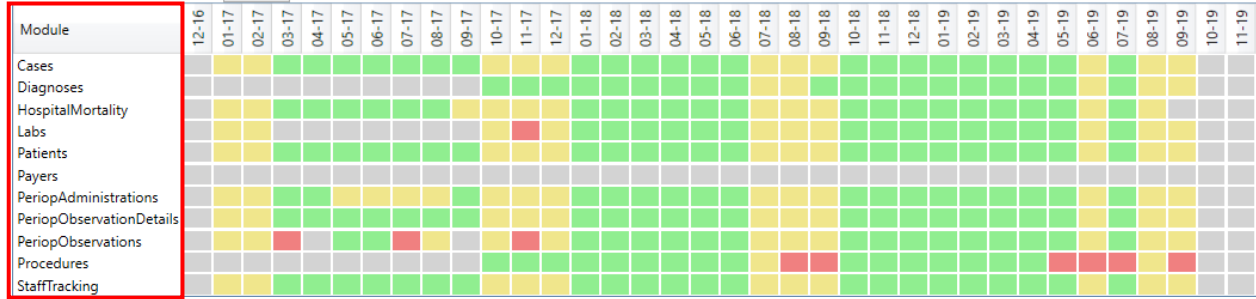 Module 12-16 01-17 02-17 03-17 04-17 05-17 06-17 07-17 08-17 09-17 10-17 11-17 12-17 01-18 02-18 03-18 04-18 05-18 06-18 07-18 08-18 09-18 10-18 11-18 12-18 01-19 02-19 03-19 04-19 05-19 06-19 07-19 08-19 09-19 10-19 11-19
Cases
Diagnoses
HospitalMortality
Labs
Patients
Payers
PeriopAdministrations
PeriopObservationDetails
PeriopObservations
Procedures
StaffTracking